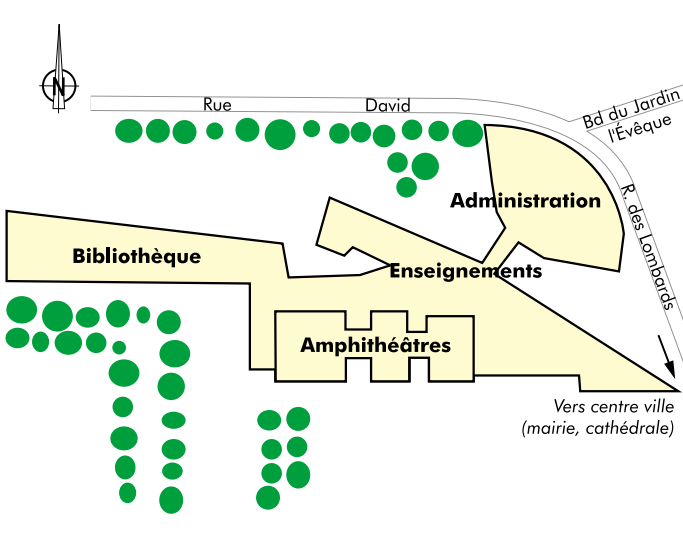 N
Rue David
Bd du Jardin
l'Évêque
Administration
R. des Lombards
Bibliothèque
Enseignements
Amphithéâtres
Vers centre ville
(mairie, cathédrale)